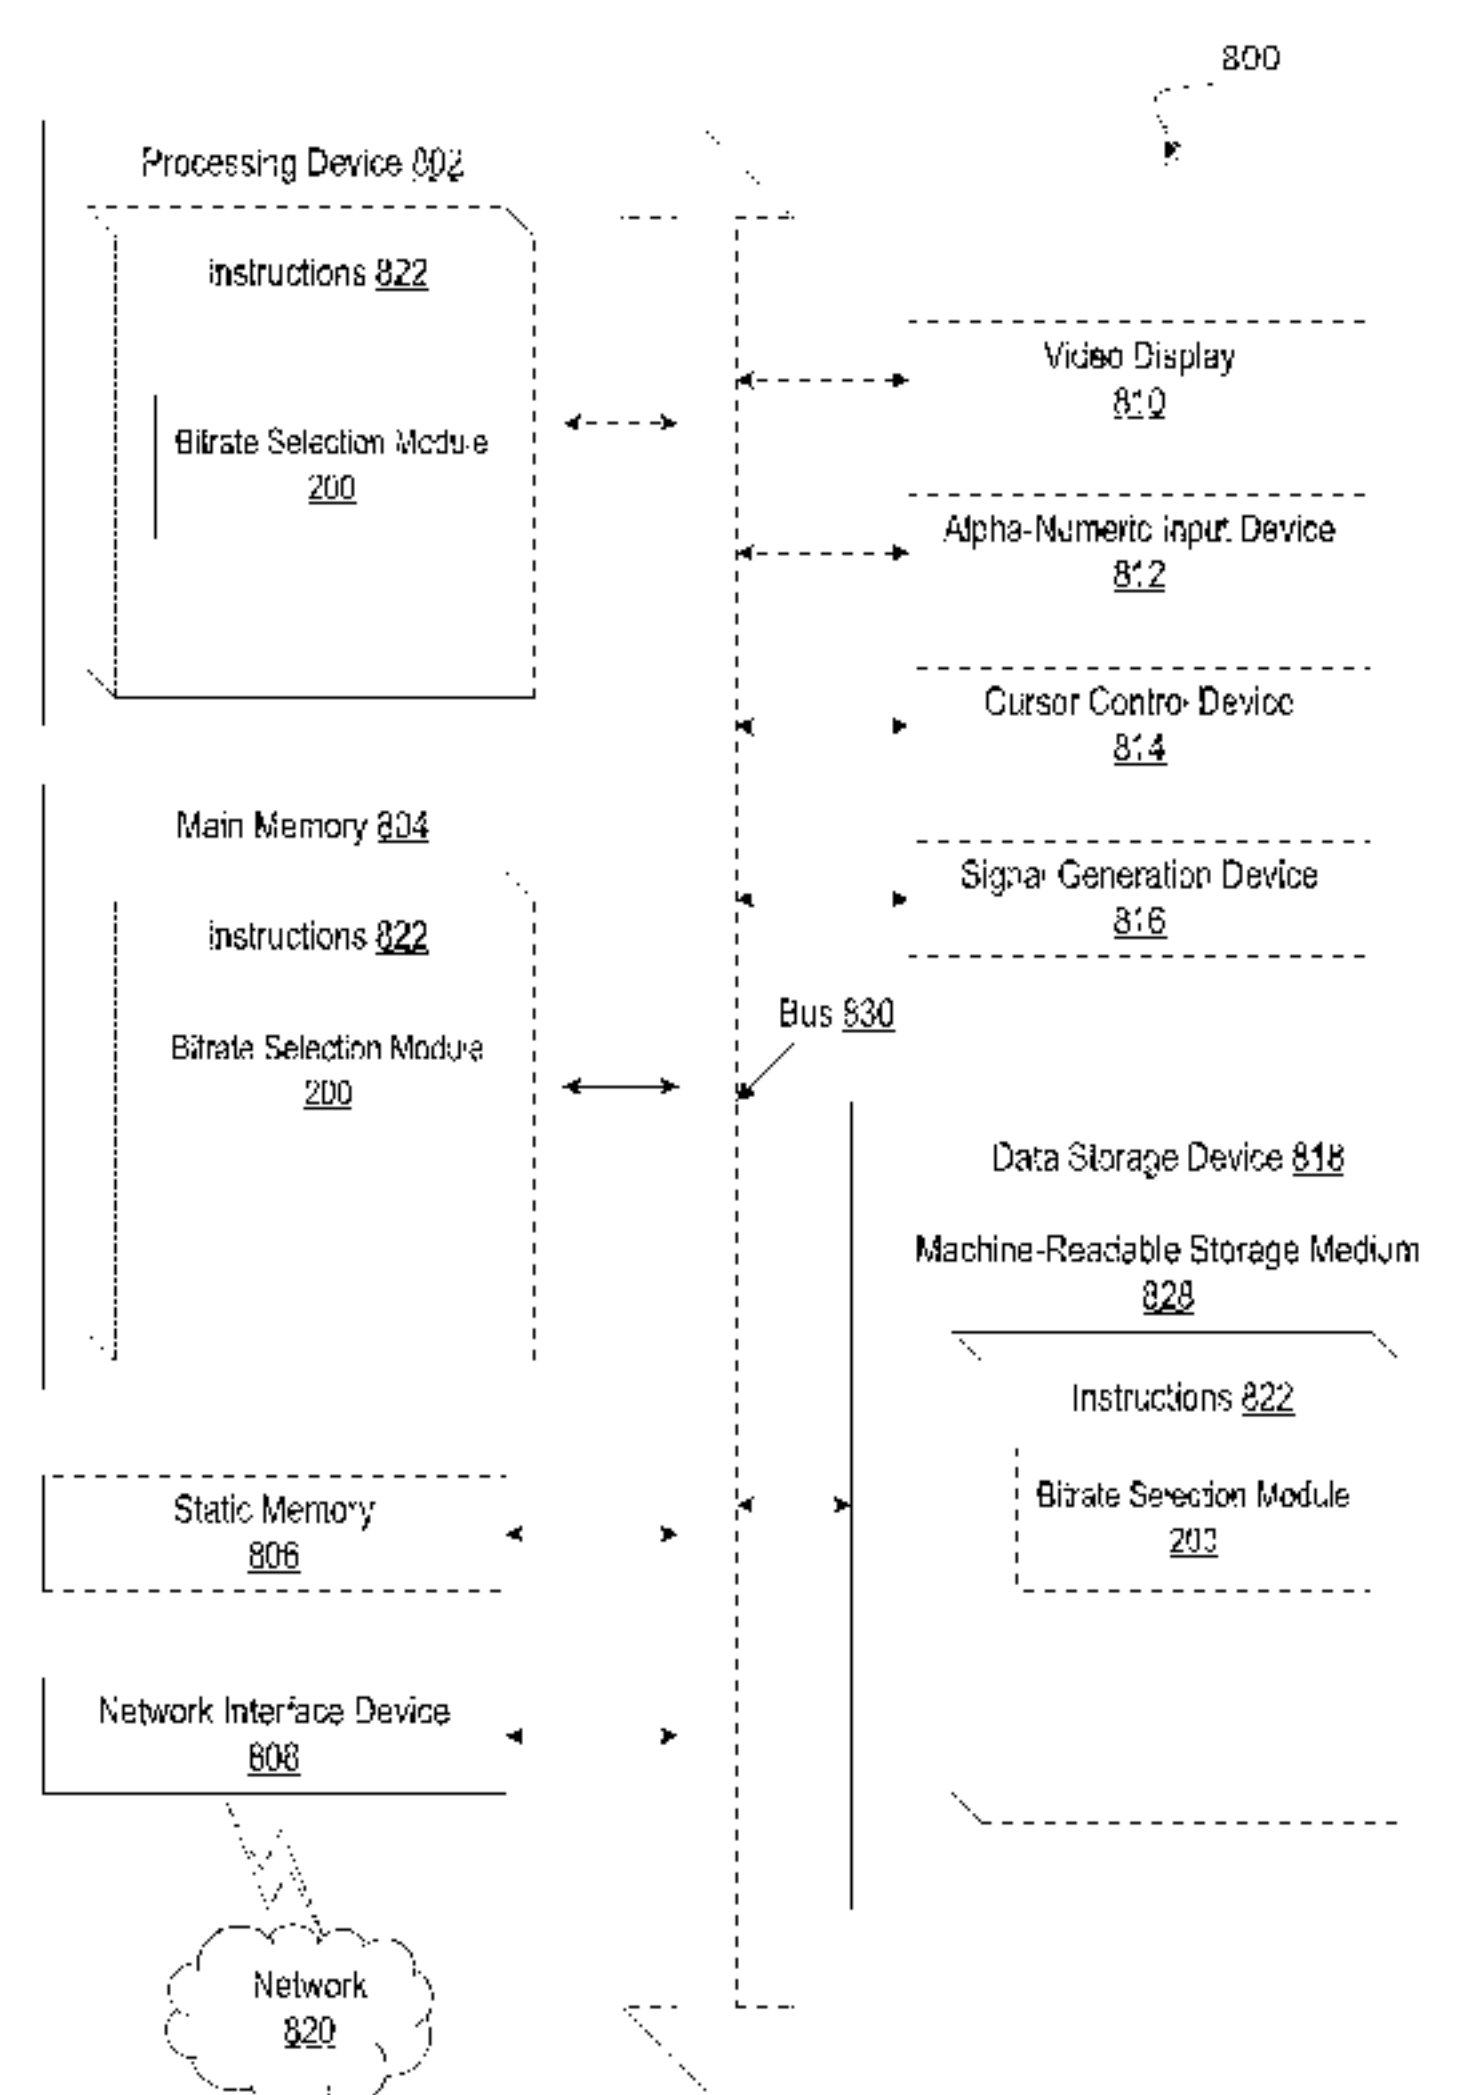 800
Processing Device 802
Instructions 822
Bitrate Selection Module
200
Main Memory 804
Instructions 822
Bitrate Selection Module
200
Static Memory
806
Network Interface Device
808
Network
820
Video Display
810
Alpha-Numeric Input Device
812
Cursor Control Device
814
Signal Generation Device
816
Bus 830
Data Storage Device 818
Machine-Readable Storage Medium
828
Instructions 822
Bitrate Selection Module
200